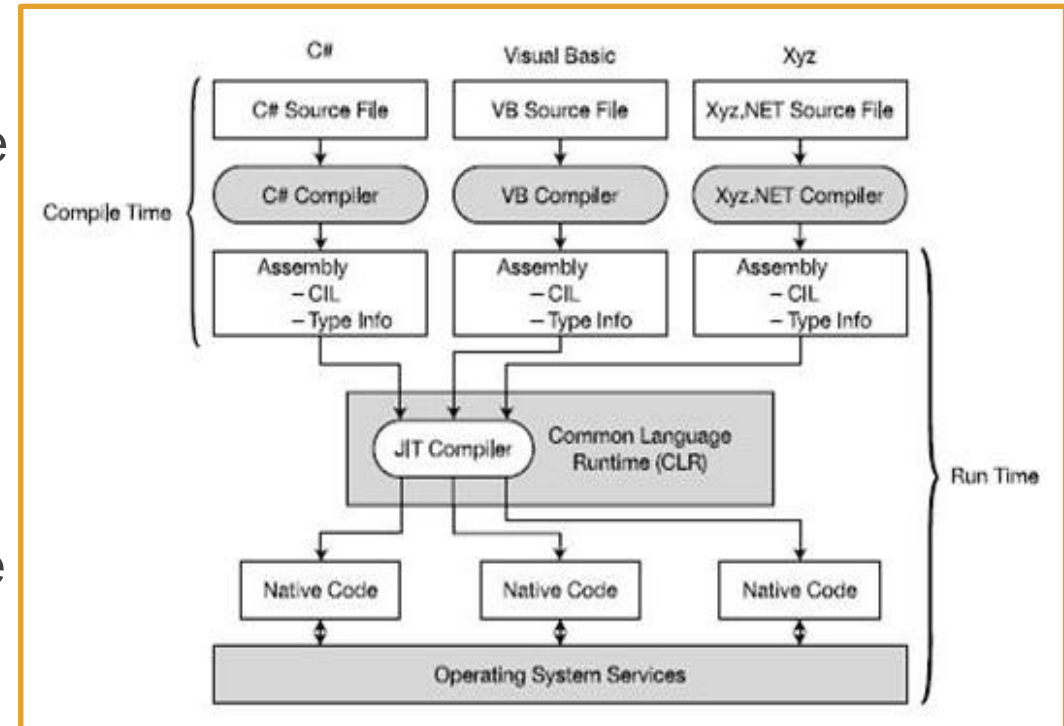 C# Visual Basic Xyz
C# Source File VB Source File Xyz.NET Source File
C# Compiler VB Compiler Xyz.NET Compiler
Compile Time
Assembly Assembly Assembly
– CIL – CIL – CIL
– Type Info – Type Info – Type Info
JIT Compiler
Common Language
Runtime (CLR)
Run Time
Native Code Native Code Native Code
Operating System Services